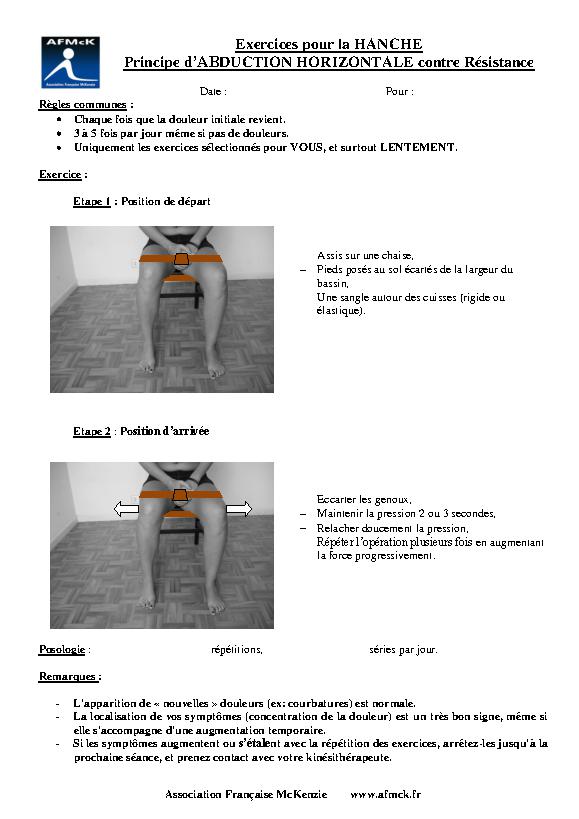 AFMcK
Association Française McKenzie
Exercices pour la HANCHE
Principe d'ABDUCTION HORIZONTALE contre Résistance
Date : Pour :
Règles communes :
• Chaque fois que la douleur initiale revient.
• 3 à 5 fois par jour même si pas de douleurs.
• Uniquement les exercices sélectionnés pour VOUS, et surtout LENTEMENT.
Exercice :
Etape 1 : Position de départ
Assis sur une chaise,
– Pieds posés au sol écartés de la largeur du
bassin,
Une sangle autour des cuisses (rigide ou
élastique).
Etape 2 : Position d'arrivée
Eccarter les genoux,
– Maintenir la pression 2 ou 3 secondes,
– Relacher doucement la pression,
Répéter l'opération plusieurs fois en augmentant
la force progressivement.
Posologie : répétitions, séries par jour.
Remarques :
- L'apparition de « nouvelles » douleurs (ex: courbatures) est normale.
- La localisation de vos symptômes (concentration de la douleur) est un très bon signe, même si
elle s'accompagne d'une augmentation temporaire.
- Si les symptômes augmentent ou s'étalent avec la répétition des exercices, arrêtez-les jusqu'à la
prochaine séance, et prenez contact avec votre kinésithérapeute.
Association Française McKenzie www.afmck.fr